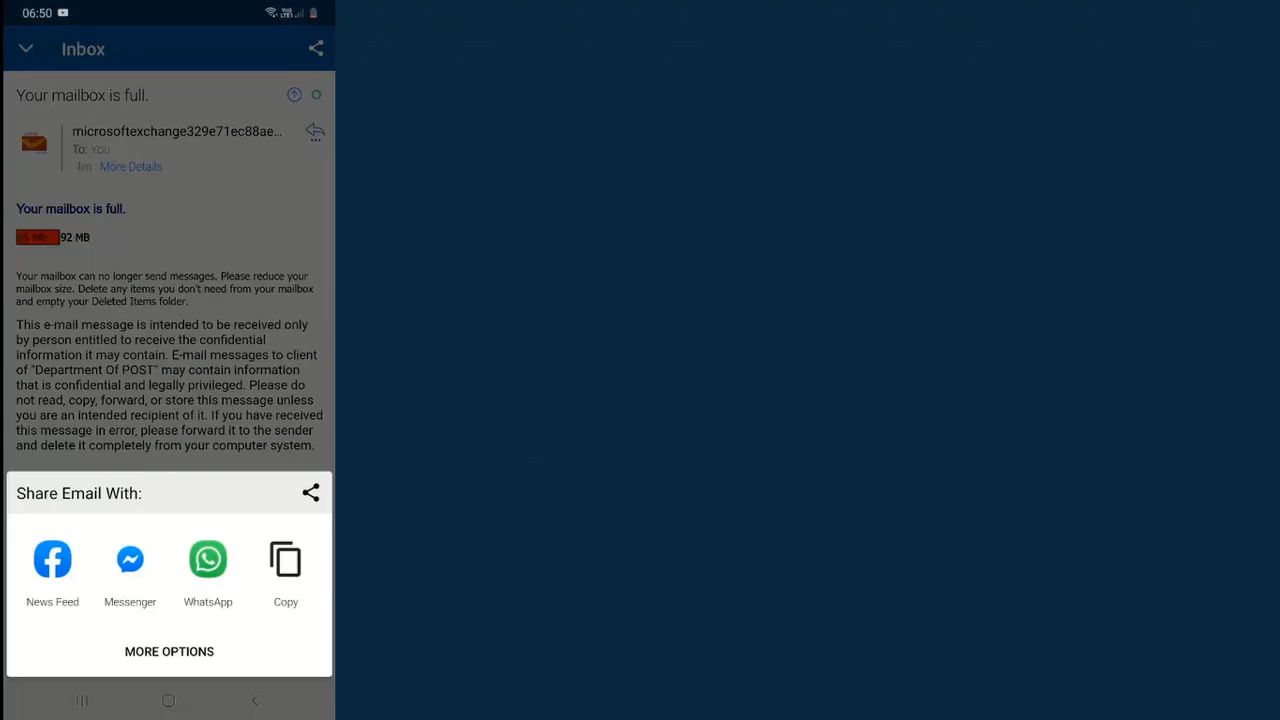 06:50
Inbox
Your mailbox is full.
microsoftexchange329e71ec88ae...
To: You
4m More Details
Your mailbox is full.
92 MB
Your mailbox can no longer send messages. Please reduce your
mailbox size. Delete any items you don't need from your mailbox
and empty your Deleted Items folder.
This e-mail message is intended to be received only
by person entitled to receive the confidential
information it may contain. E-mail messages to client
of "Department Of POST" may contain information
that is confidential and legally privileged. Please do
not read, copy, forward, or store this message unless
you are an intended recipient of it. If you have received
this message in error, please forward it to the sender
and delete it completely from your computer system.
Share Email With:
News Feed Messenger WhatsApp Copy
MORE OPTIONS